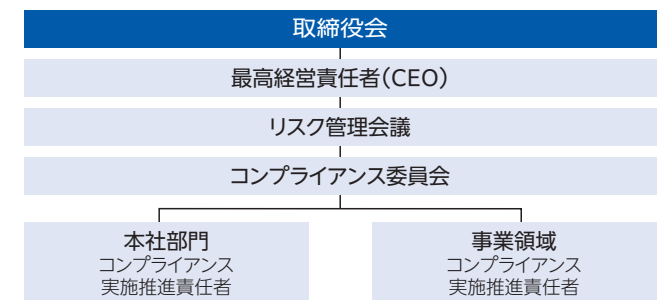 取締役会
最高経営責任者(CEO)
リスク管理会議
コンプライアンス委員会
本社部門
コンプライアンス
実施推進責任者
事業領域
コンプライアンス
実施推進責任者